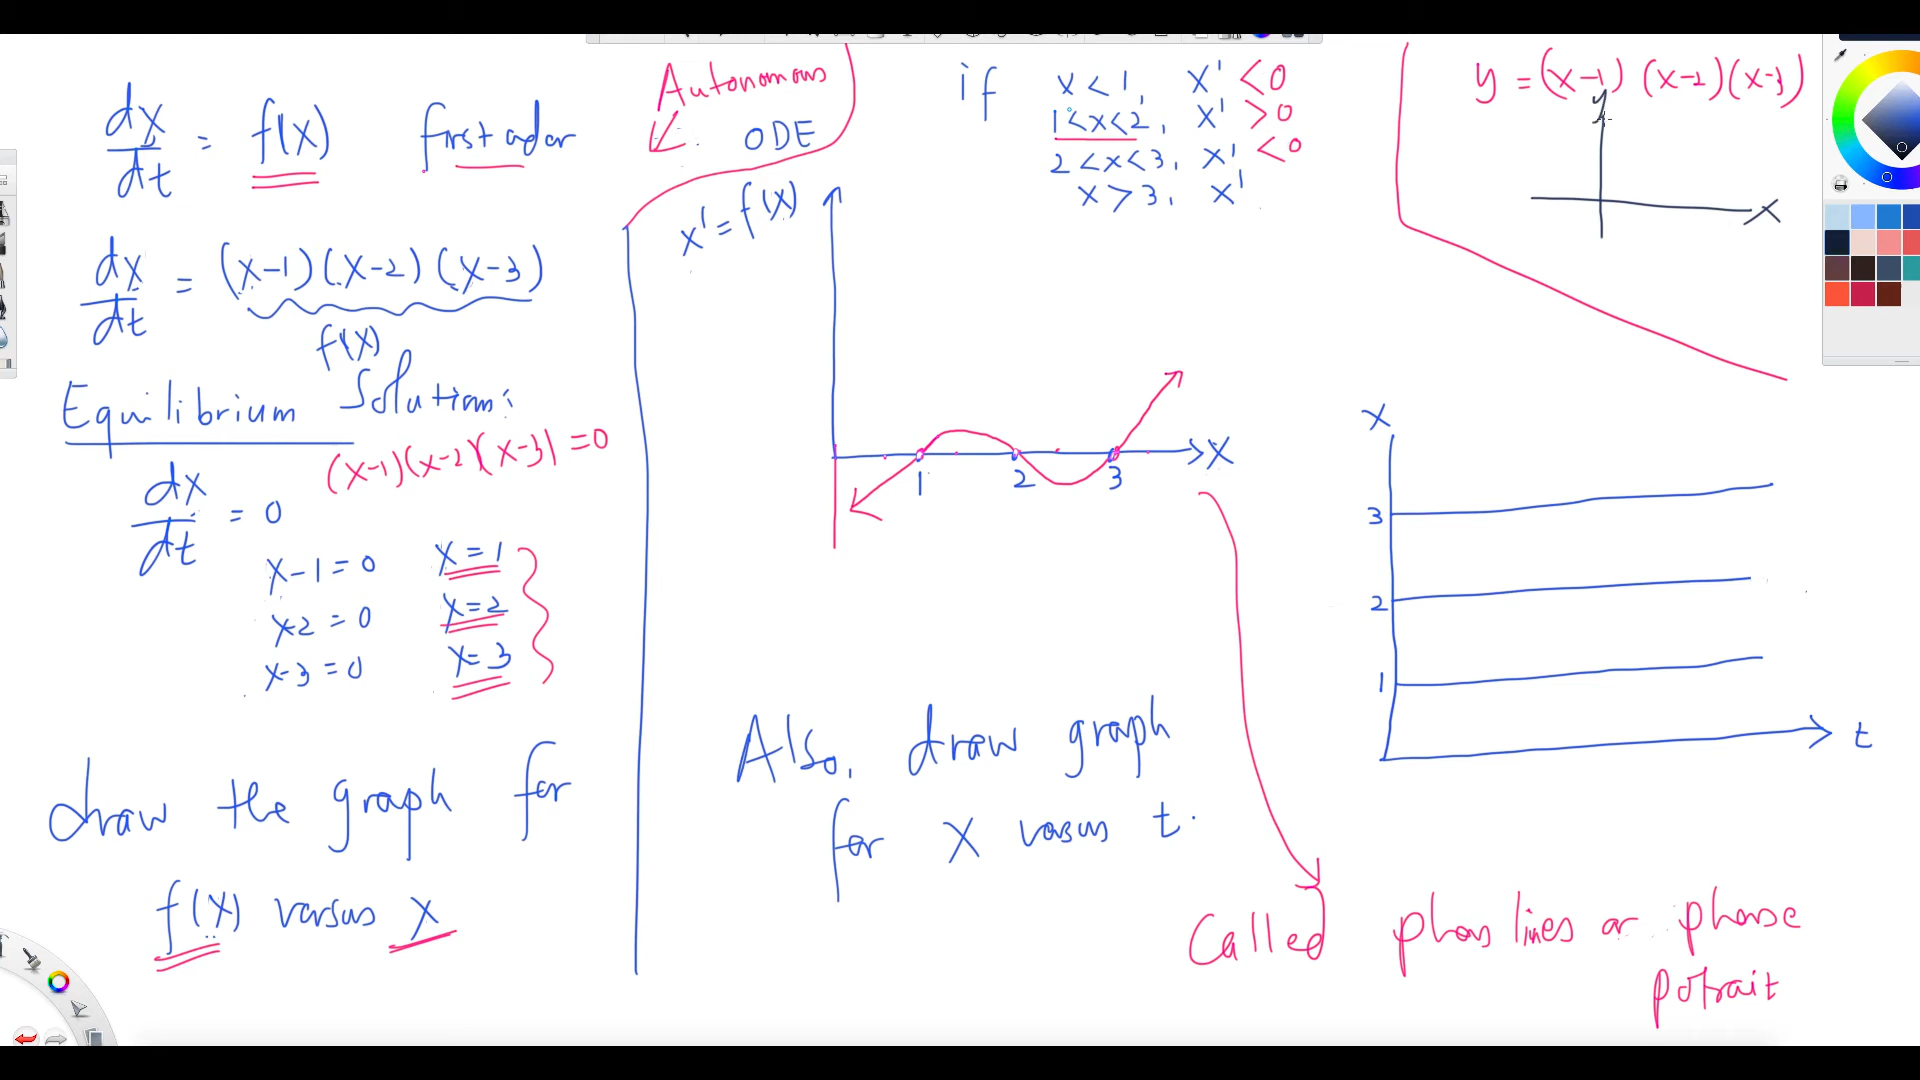 dx/dt = f(x) first order
dx/dt = (x-1)(x-2)(x-3)
f(x)
Equilibrium Solutions:
(x-1)(x-2)(x-3)=0
dx/dt = 0
x-1=0 x=1
x-2=0 x=2
x-3=0 x=3
draw the graph for
f(x) versus x
Autonomous
ODE
x' = f(x)
x
1 2 3
Also, draw graph
for x versus t.
if x<1, x' <0
1<x<2, x' >0
2<x<3, x' <0
x>3, x'
y = (x-1)(x-2)(x-3)
y
x
x
3
2
1
t
Called phas lines or phase
potrait